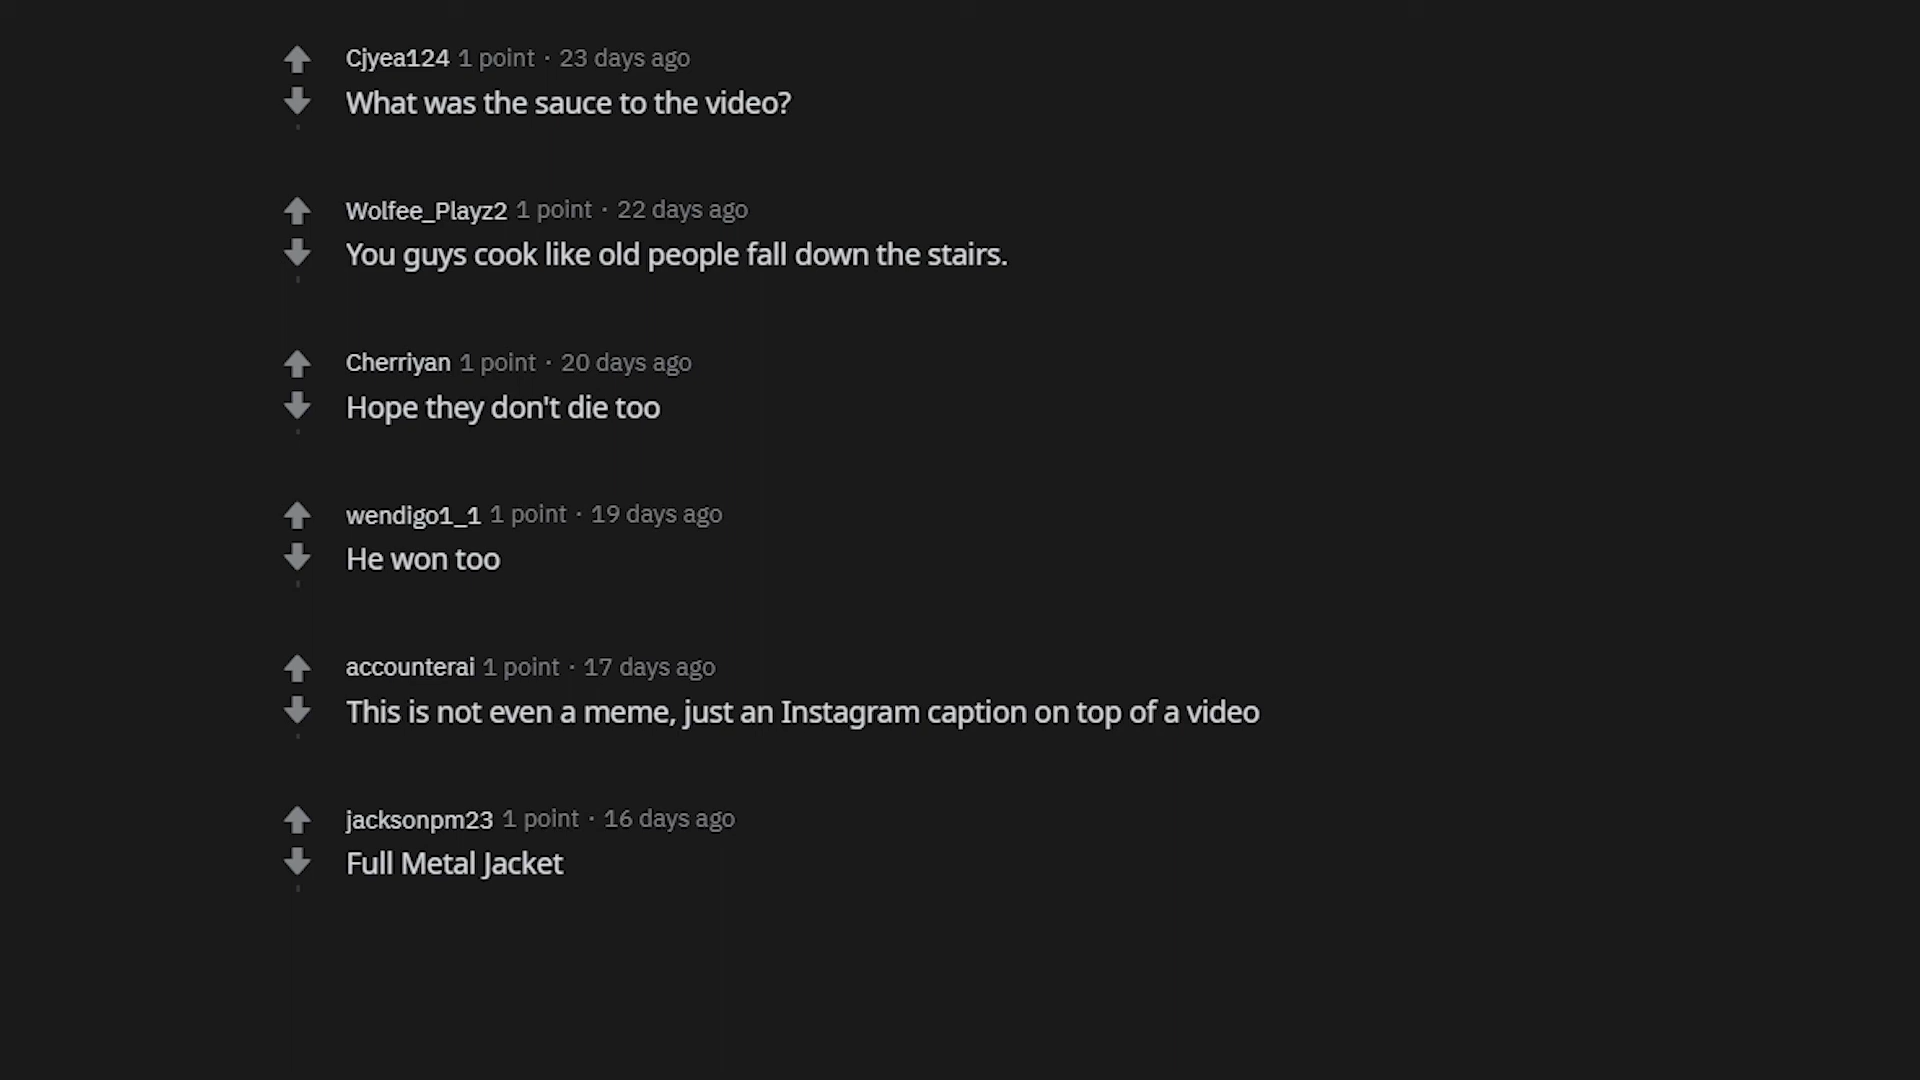 Cjyea124 1 point · 23 days ago
What was the sauce to the video?
Wolfee_Playz2 1 point · 22 days ago
You guys cook like old people fall down the stairs.
Cherriyan 1 point · 20 days ago
Hope they don't die too
wendigo1_1 1 point · 19 days ago
He won too
accounterai 1 point · 17 days ago
This is not even a meme, just an Instagram caption on top of a video
jacksonpm23 1 point · 16 days ago
Full Metal Jacket